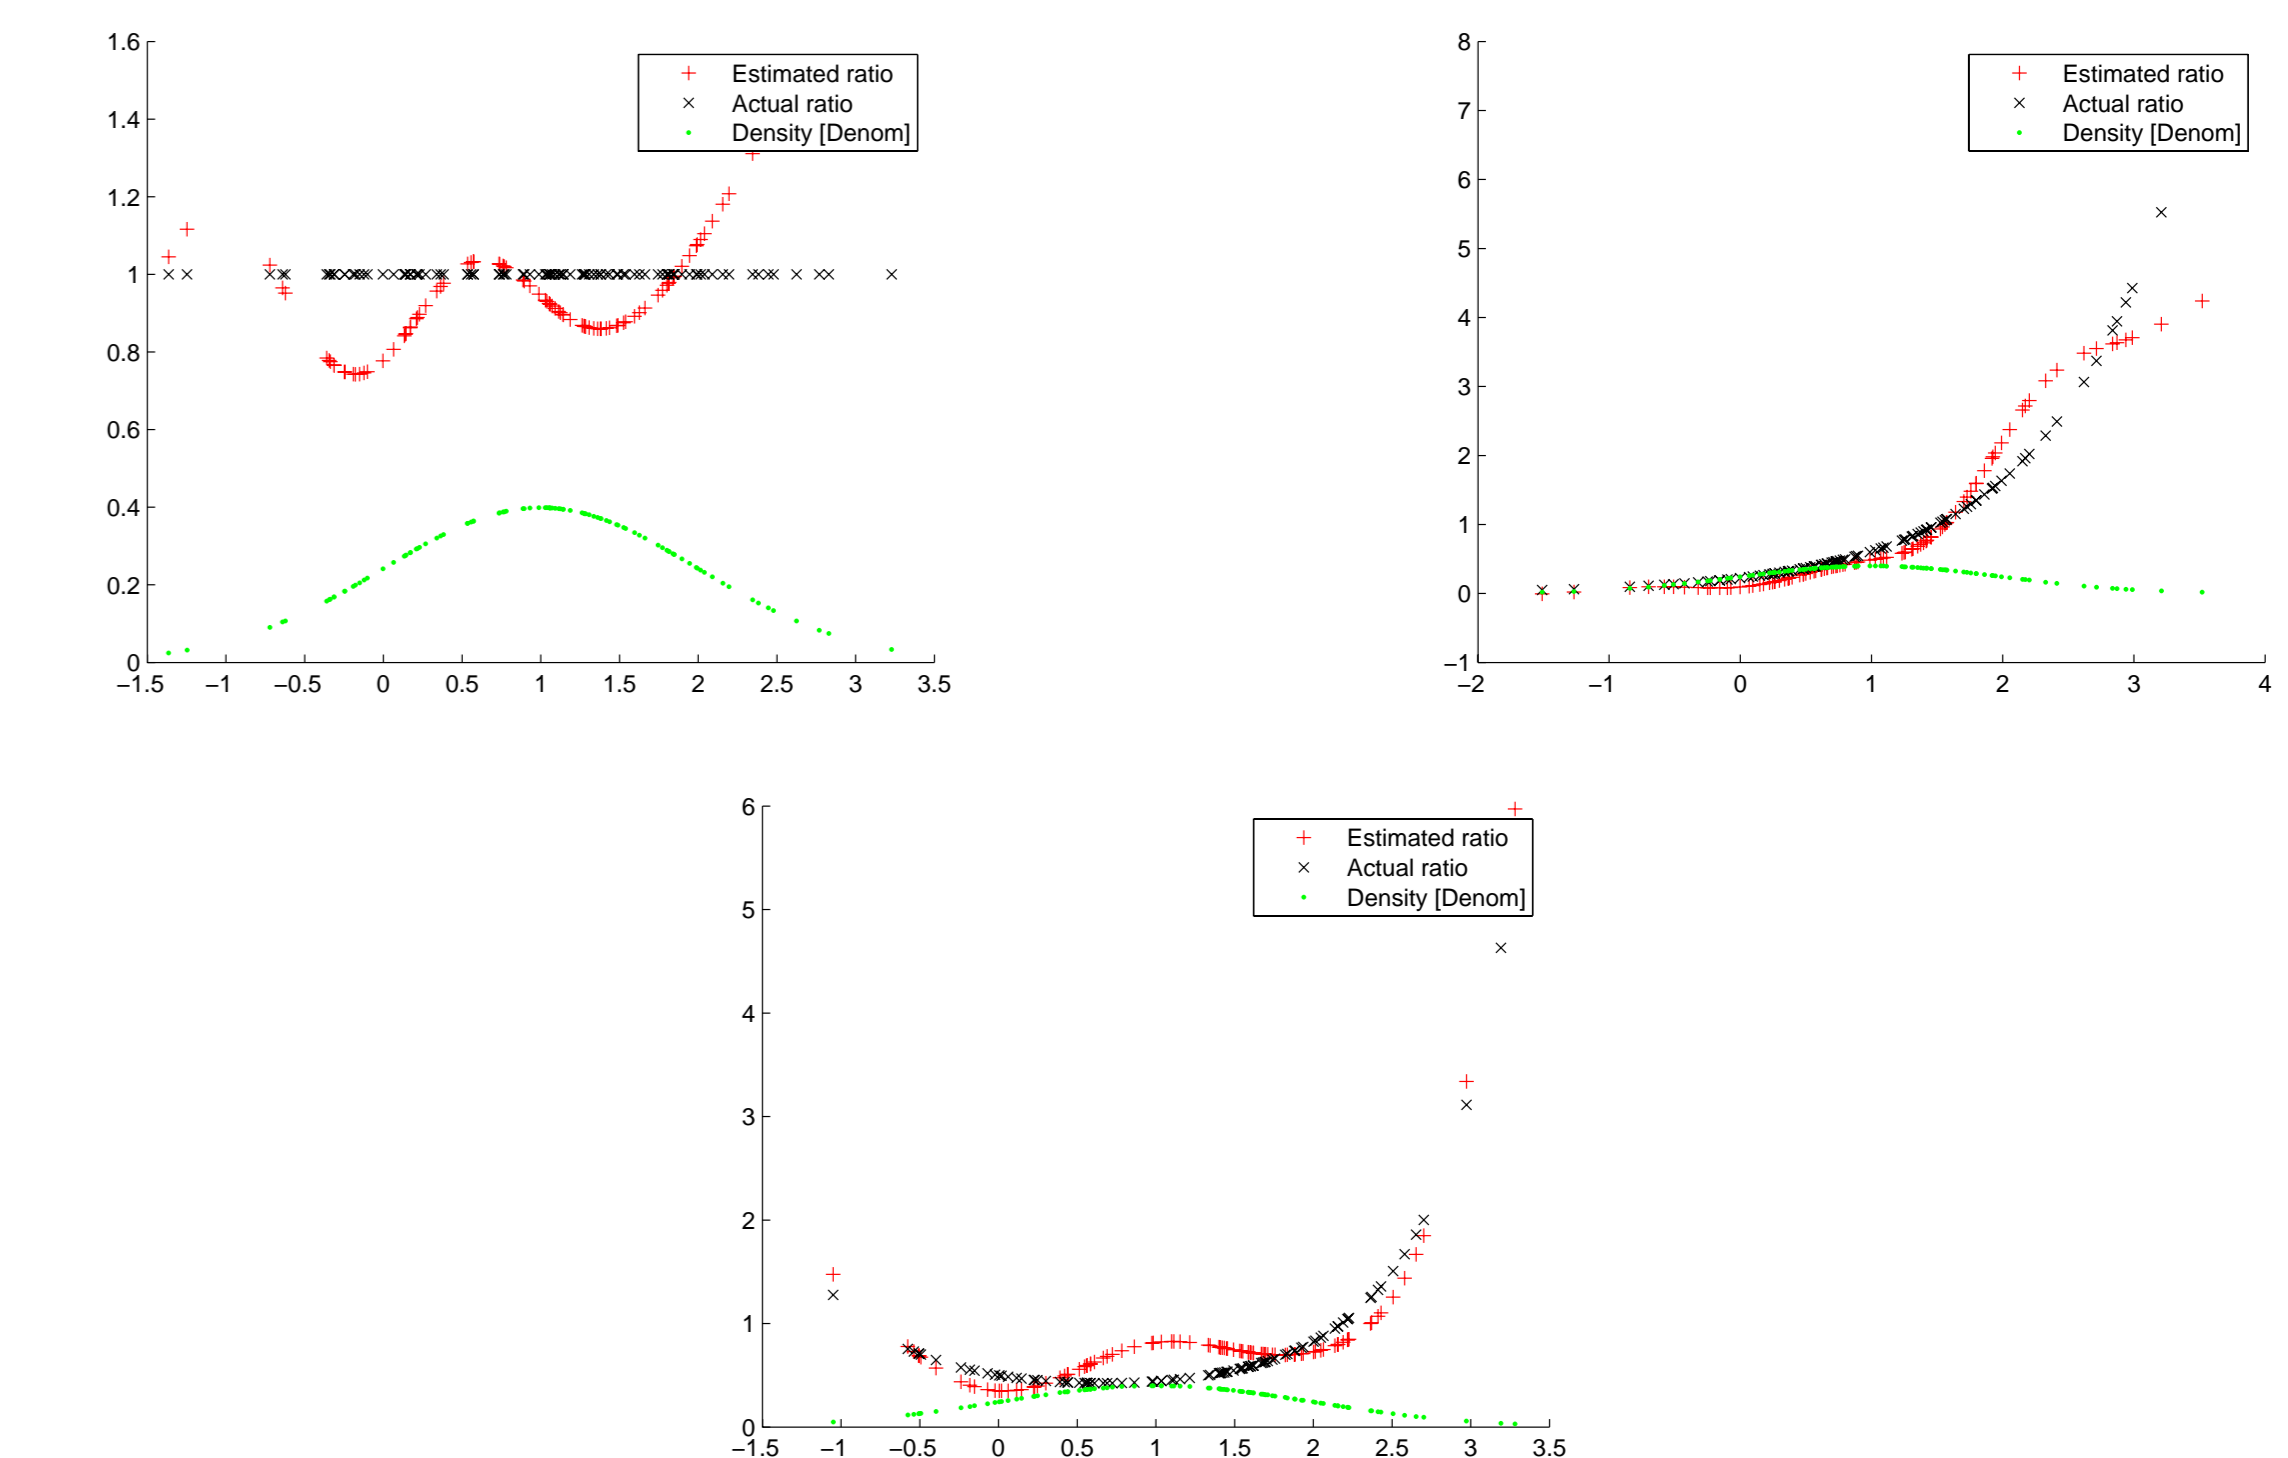 1.6
1.4
1.2
1
0.8
0.6
0.4
0.2
0
−1.5 −1 −0.5 0 0.5 1 1.5 2 2.5 3 3.5
Estimated ratio
Actual ratio
Density [Denom]
8
7
6
5
4
3
2
1
0
−1
−2 −1 0 1 2 3 4
Estimated ratio
Actual ratio
Density [Denom]
6
5
4
3
2
1
0
−1.5 −1 −0.5 0 0.5 1 1.5 2 2.5 3 3.5
Estimated ratio
Actual ratio
Density [Denom]